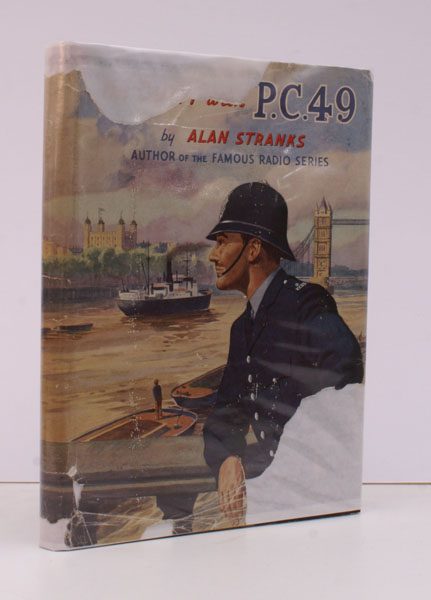 P.C.49
by ALAN STRANKS
AUTHOR OF THE FAMOUS RADIO SERIES